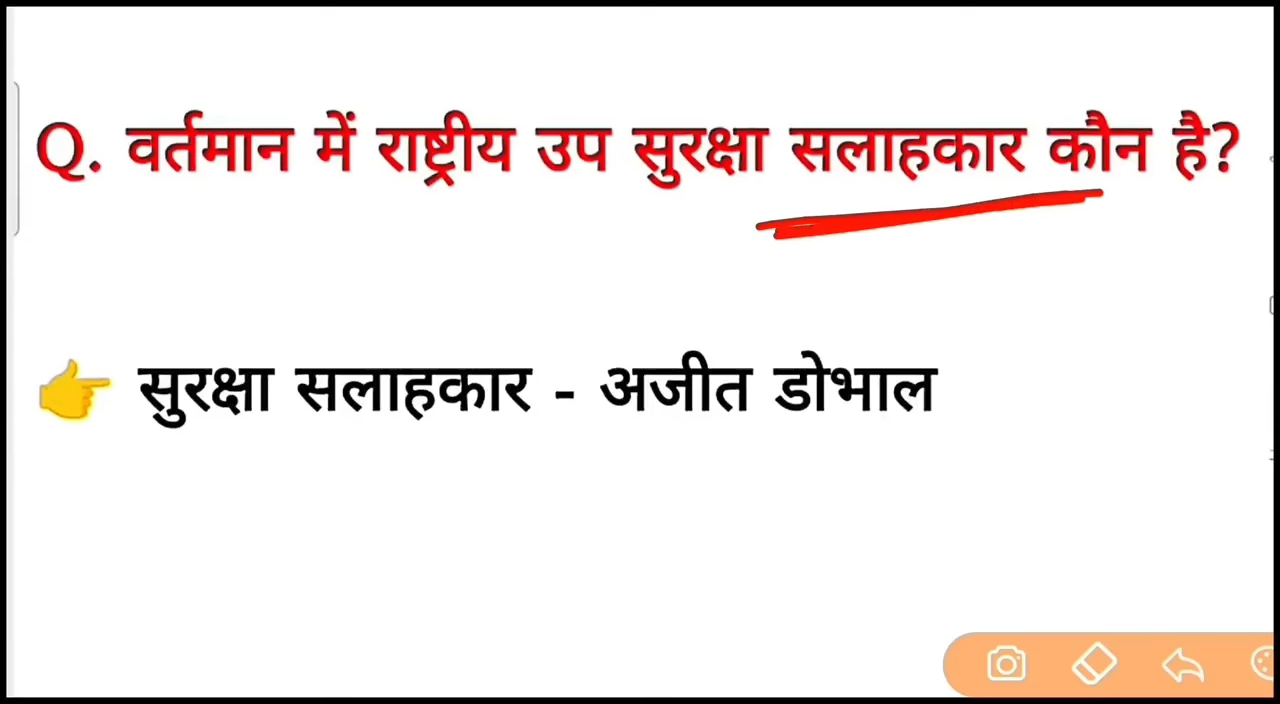 Q. वर्तमान में राष्ट्रीय उप सुरक्षा सलाहकार कौन है?
👉 सुरक्षा सलाहकार - अजीत डोभाल